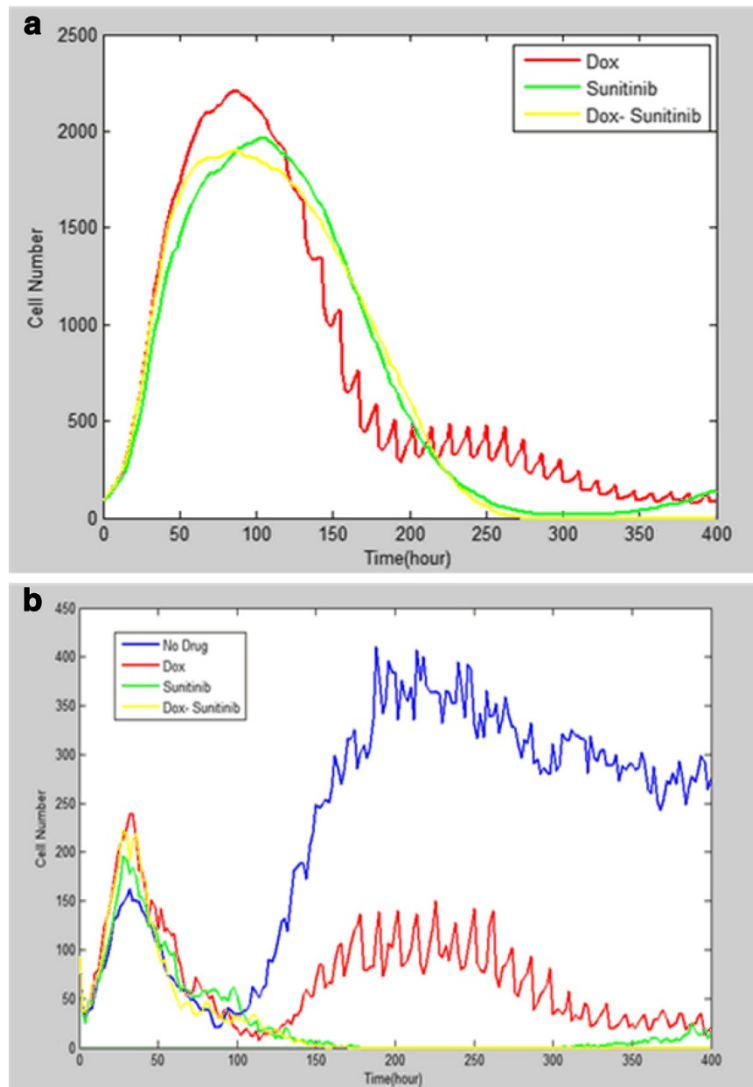 a
2500
2000
1500
1000
500
0
Cell Number
Dox
Sunitinib
Dox- Sunitinib
0 50 100 150 200 250 300 350 400
Time(hour)
b
450
400
350
300
250
200
150
100
50
0
Cell Number
No Drug
Dox
Sunitinib
Dox- Sunitinib
0 50 100 150 200 250 300 350 400
Time(hour)